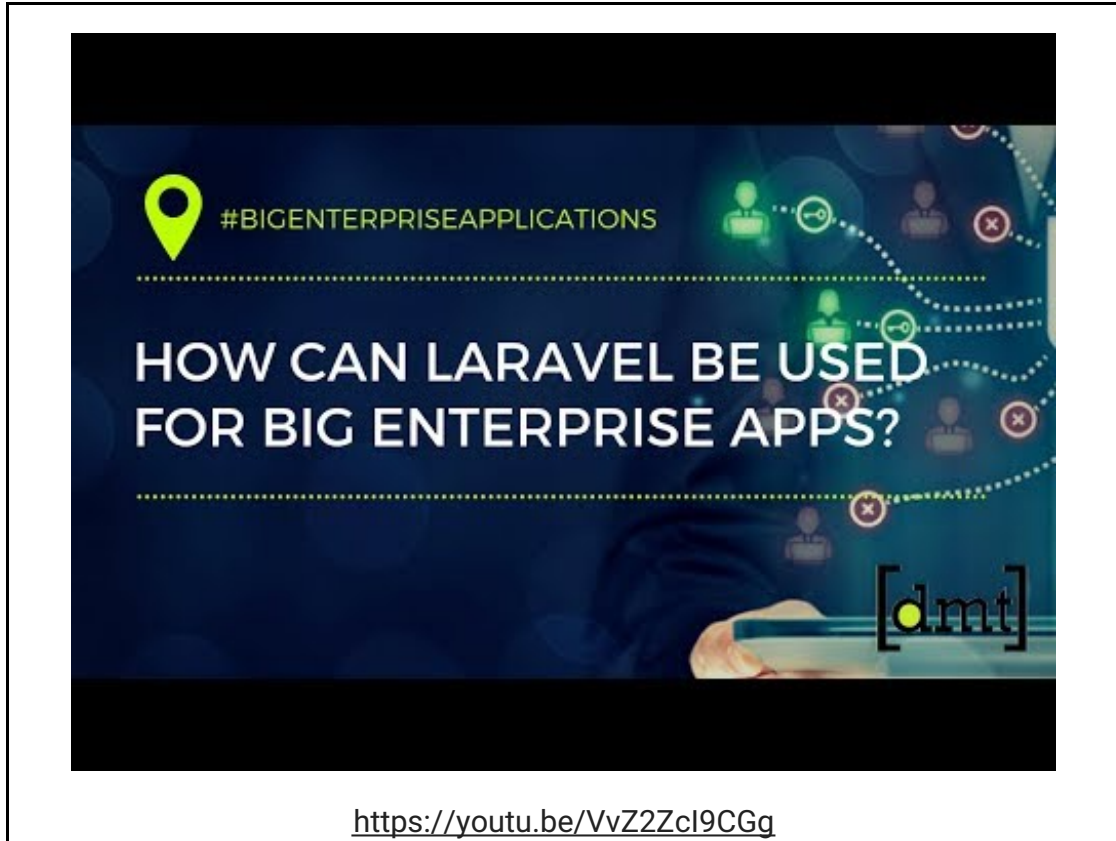 #BIGENTERPRISEAPPLICATIONS
HOW CAN LARAVEL BE USED
FOR BIG ENTERPRISE APPS?
[dmt]
https://youtu.be/VvZ2ZcI9CGg